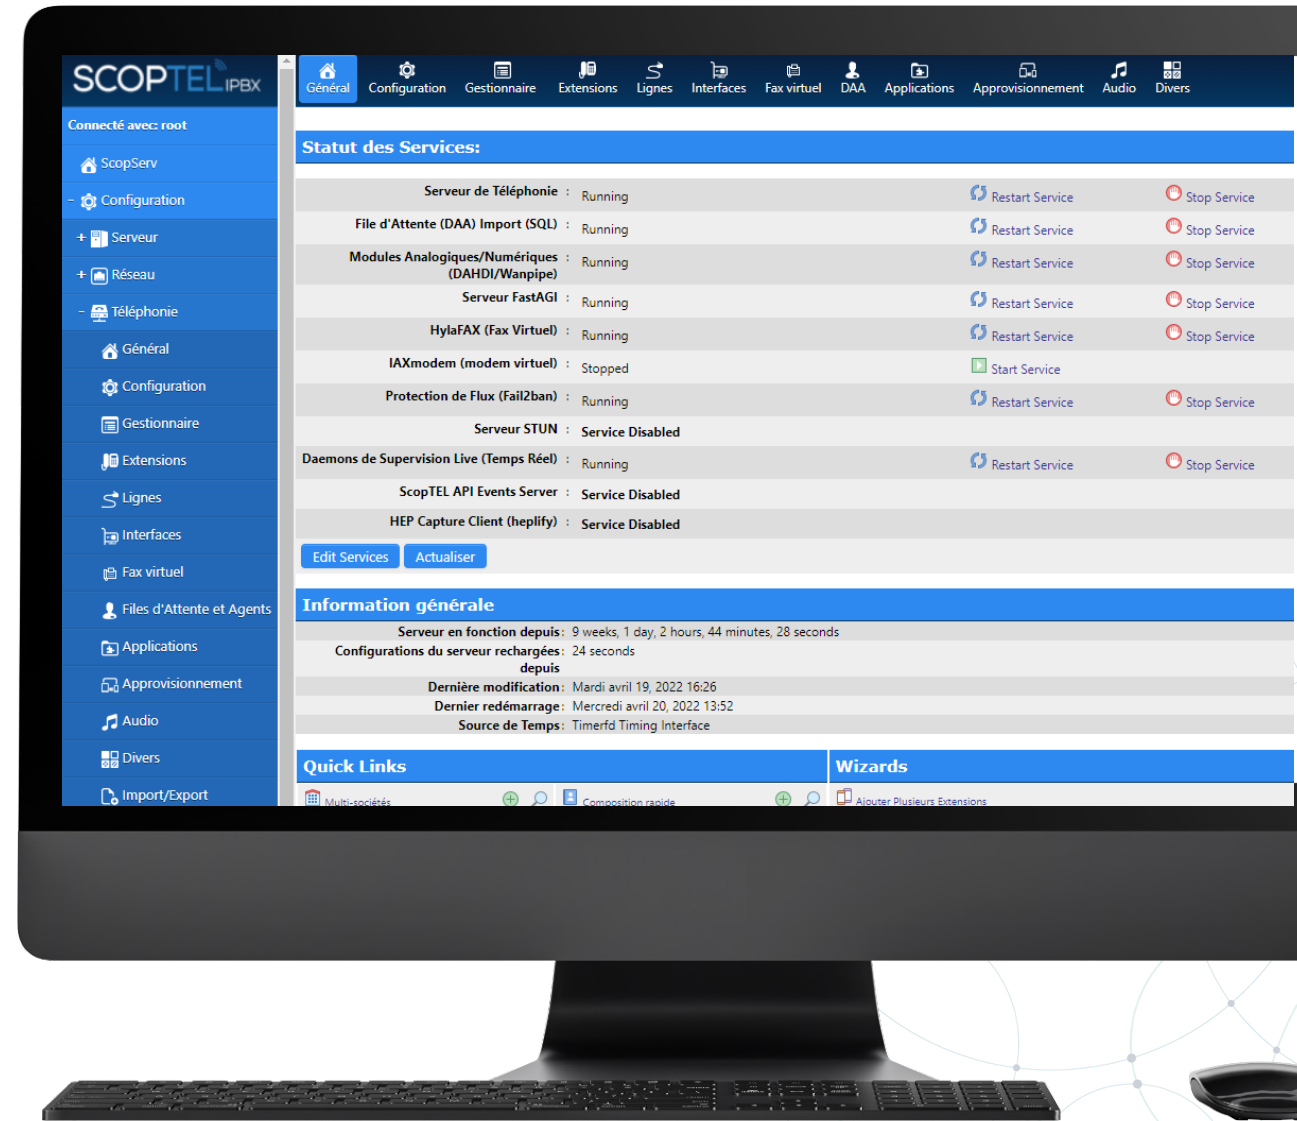 SCOPTEL IPBX
Général
Configuration
Gestionnaire
Extensions
Lignes
Interfaces
Fax virtuel
DAA
Applications
Approvisionnement
Audio
Divers
Connecté avec: root
ScopServ
- Configuration
+ Serveur
+ Réseau
- Téléphonie
Général
Configuration
Gestionnaire
Extensions
Lignes
Interfaces
Fax virtuel
Files d'Attente et Agents
Applications
Approvisionnement
Audio
Divers
Import/Export
Statut des Services:
Serveur de Téléphonie : Running Restart Service Stop Service
File d'Attente (DAA) Import (SQL) : Running Restart Service Stop Service
Modules Analogiques/Numériques : Running Restart Service Stop Service
(DAHDI/Wanpipe)
Serveur FastAGI : Running Restart Service Stop Service
HylaFAX (Fax Virtuel) : Running Restart Service Stop Service
IAXmodem (modem virtuel) : Stopped Start Service
Protection de Flux (Fail2ban) : Running Restart Service Stop Service
Serveur STUN : Service Disabled
Daemons de Supervision Live (Temps Réel) : Running Restart Service Stop Service
ScopTEL API Events Server : Service Disabled
HEP Capture Client (heplify) : Service Disabled
Edit Services Actualiser
Information générale
Serveur en fonction depuis: 9 weeks, 1 day, 2 hours, 44 minutes, 28 seconds
Configurations du serveur rechargées: 24 seconds
depuis
Dernière modification: Mardi avril 19, 2022 16:26
Dernier redémarrage: Mercredi avril 20, 2022 13:52
Source de Temps: Timerfd Timing Interface
Quick Links Wizards
Multi-sociétés Composition rapide Ajouter Plusieurs Extensions